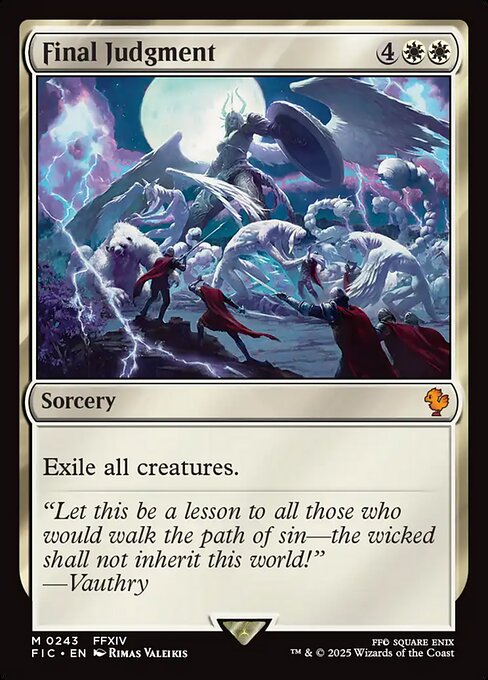 Final Judgment 4
Sorcery
Exile all creatures.
“Let this be a lesson to all those who
would walk the path of sin—the wicked
shall not inherit this world!”
—Vauthry
M 0243 FFXIV
FIC • EN Rimas Valeikis
FF© SQUARE ENIX
™ & © 2025 Wizards of the Coast